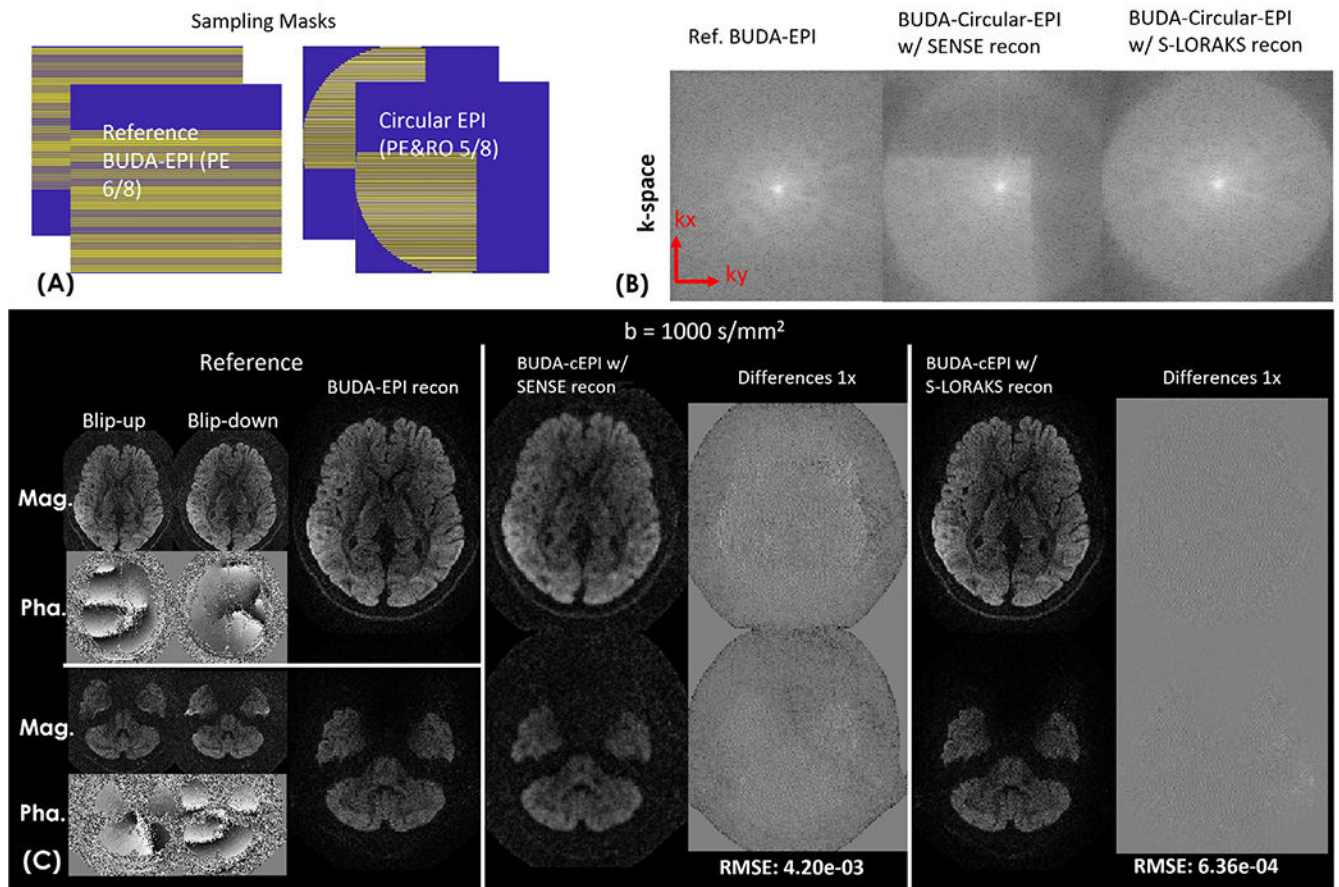 Sampling Masks
Reference
BUDA-EPI (PE
6/8)
Circular EPI
(PE&RO 5/8)
(A)
Ref. BUDA-EPI
BUDA-Circular-EPI
w/ SENSE recon
BUDA-Circular-EPI
w/ S-LORAKS recon
k-space
kx
ky
(B)
b = 1000 s/mm²
Reference
Blip-up
Blip-down
BUDA-EPI recon
BUDA-cEPI w/
SENSE recon
Differences 1x
BUDA-cEPI w/
S-LORAKS recon
Differences 1x
Mag.
Pha.
Mag.
Pha.
(C)
RMSE: 4.20e-03
RMSE: 6.36e-04